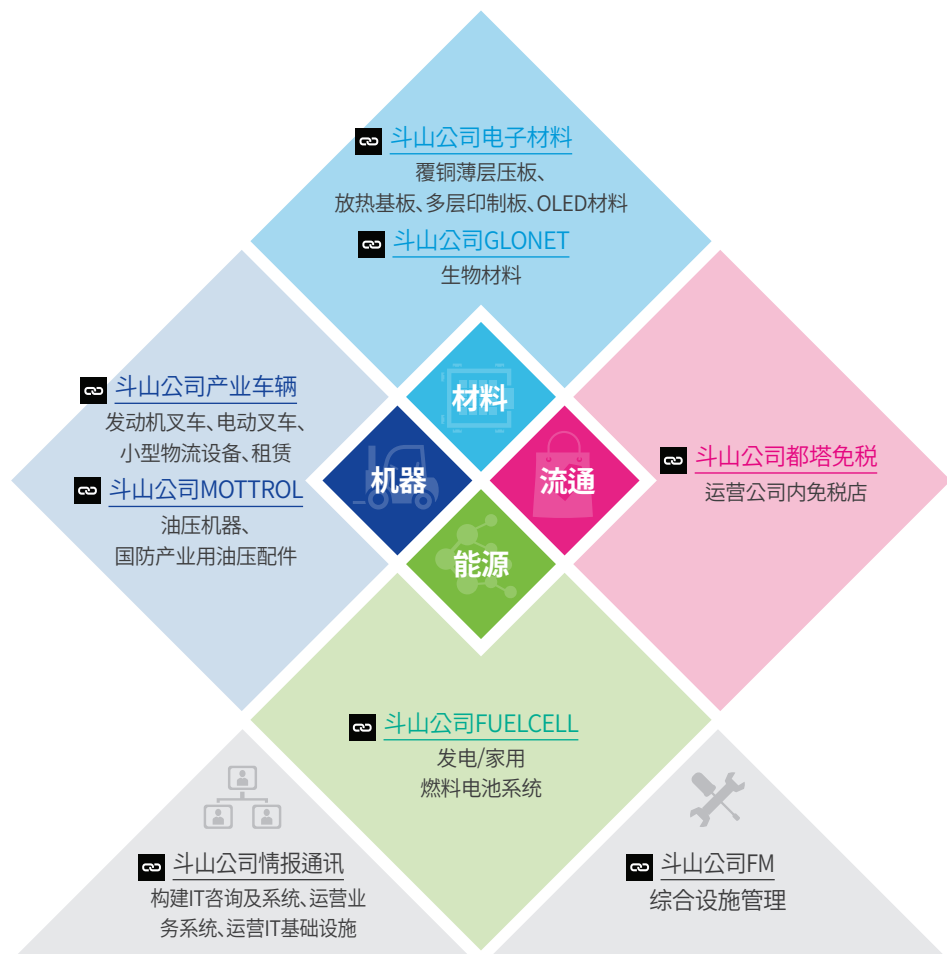 斗山公司电子材料
覆铜薄层压板、
放热基板、多层印制板、OLED材料
斗山公司GLONET
生物材料
材料
斗山公司产业车辆
发动机叉车、电动叉车、
小型物流设备、租赁
斗山公司MOTTROL
油压机器、
国防产业用油压配件
机器
流通
斗山公司都塔免税
运营公司内免税店
能源
斗山公司FUELCELL
发电/家用
燃料电池系统
斗山公司情报通讯
构建IT咨询及系统、运营业
务系统、运营IT基础设施
斗山公司FM
综合设施管理